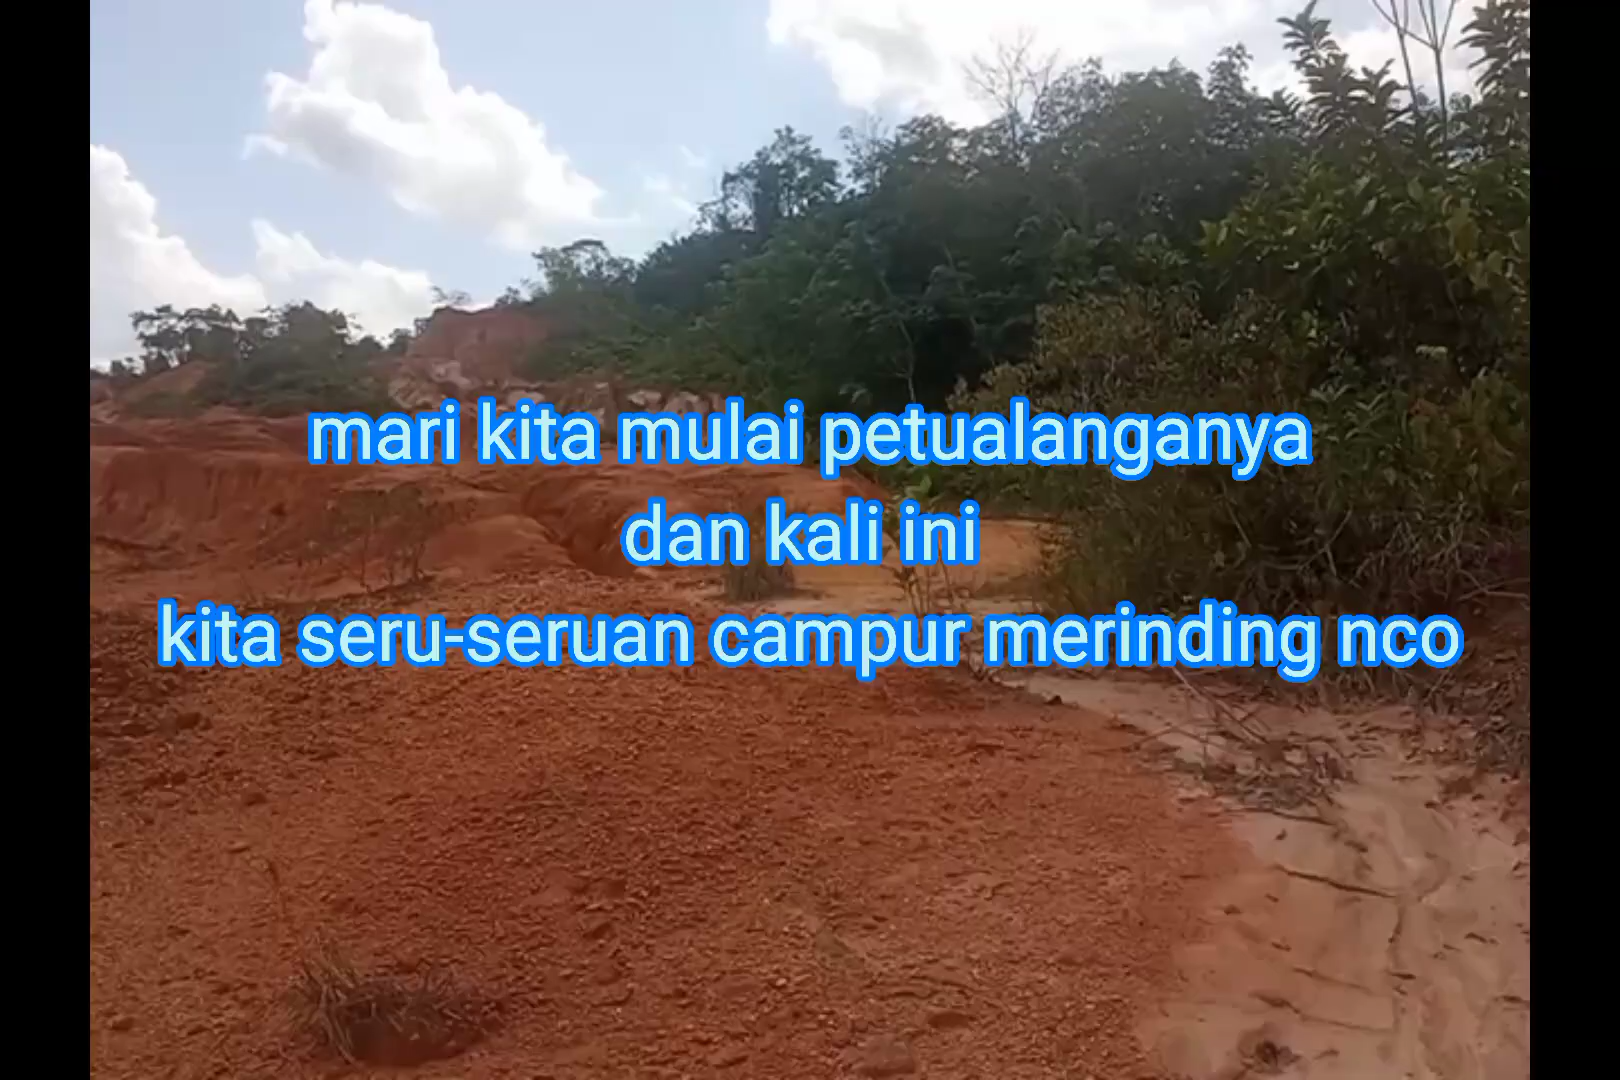 mari kita mulai petualanganya
dan kali ini
kita seru-seruan campur merinding nco